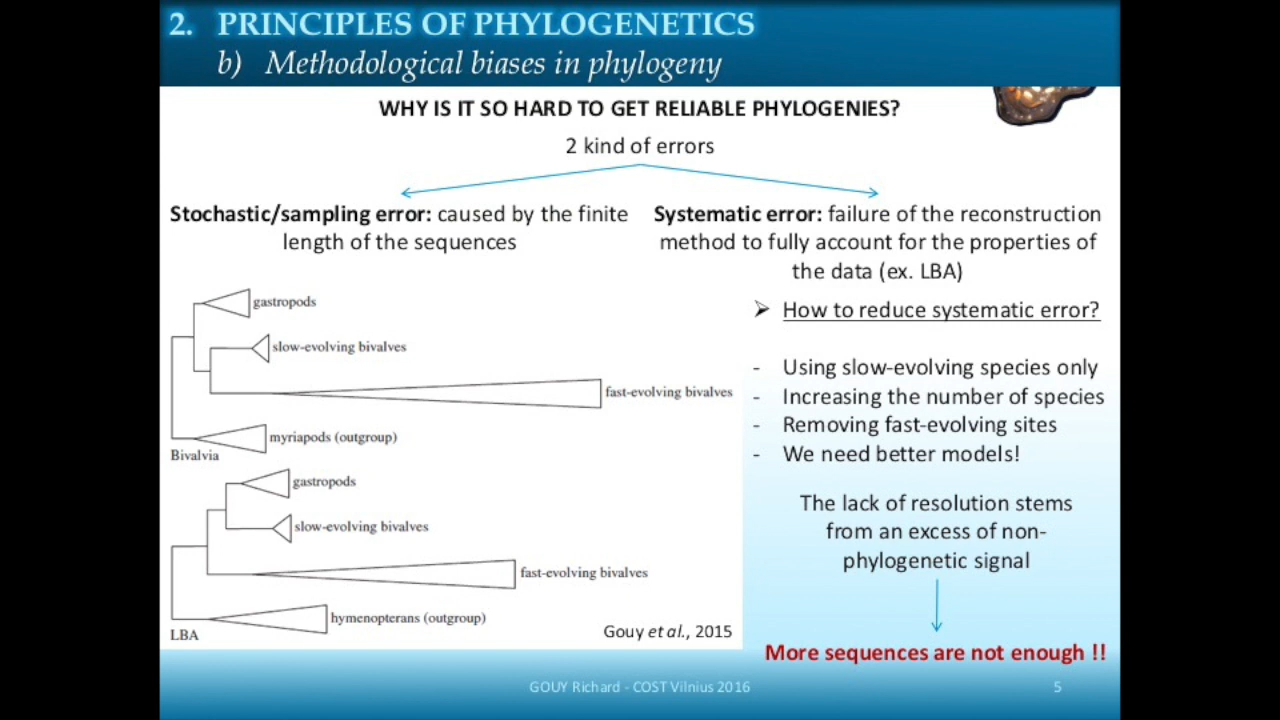 2. PRINCIPLES OF PHYLOGENETICS
b) Methodological biases in phylogeny
WHY IS IT SO HARD TO GET RELIABLE PHYLOGENIES?
2 kind of errors
Stochastic/sampling error: caused by the finite
length of the sequences
gastropods
slow-evolving bivalves
fast-evolving bivalves
myriapods (outgroup)
Bivalvia
gastropods
slow-evolving bivalves
fast-evolving bivalves
hymenopterans (outgroup)
LBA
Gouy et al., 2015
Systematic error: failure of the reconstruction
method to fully account for the properties of
the data (ex. LBA)
➢ How to reduce systematic error?
- Using slow-evolving species only
- Increasing the number of species
- Removing fast-evolving sites
- We need better models!
The lack of resolution stems
from an excess of non-
phylogenetic signal
More sequences are not enough !!
GOUY Richard - COST Vilnius 2016
5